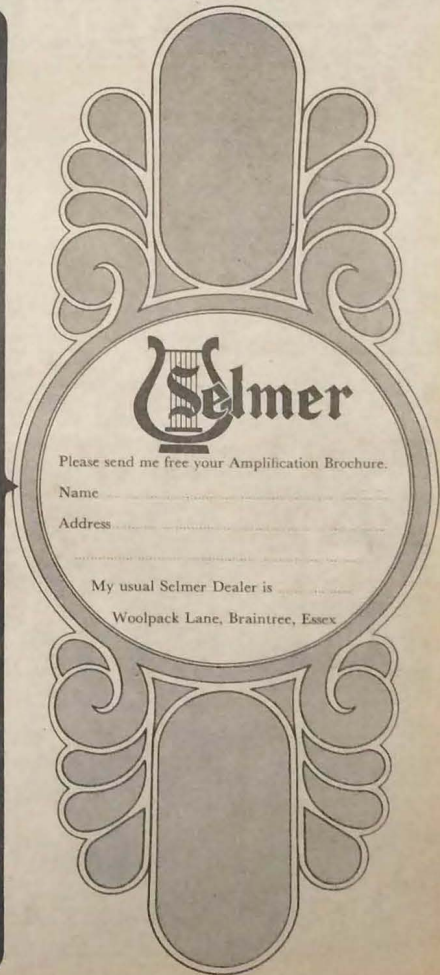 Selmer
Please send me free your Amplification Brochure.
Name
Address
My usual Selmer Dealer is
Woolpack Lane, Braintree, Essex